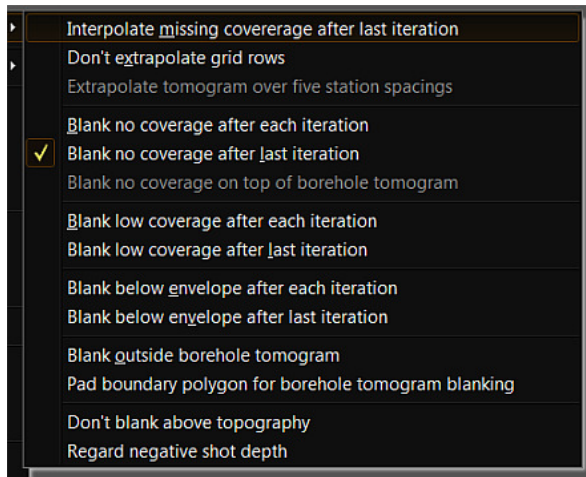 Interpolate missing covererage after last iteration
Don't extrapolate grid rows
Extrapolate tomogram over five station spacings
Blank no coverage after each iteration
Blank no coverage after last iteration
Blank no coverage on top of borehole tomogram
Blank low coverage after each iteration
Blank low coverage after last iteration
Blank below envelope after each iteration
Blank below envelope after last iteration
Blank outside borehole tomogram
Pad boundary polygon for borehole tomogram blanking
Don't blank above topography
Regard negative shot depth